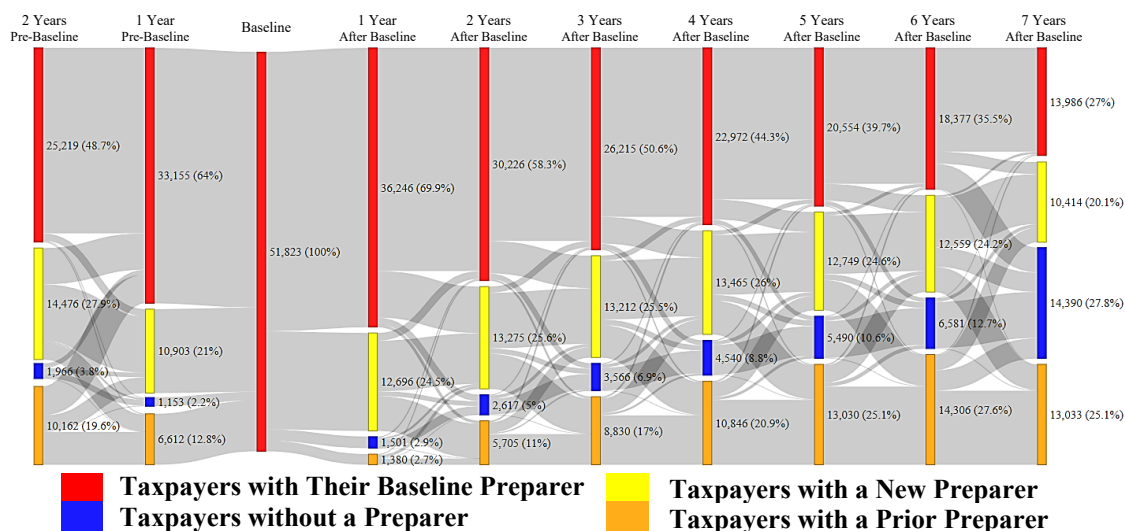 2 Years
Pre-Baseline
1 Year
Pre-Baseline
Baseline
1 Year
After Baseline
2 Years
After Baseline
3 Years
After Baseline
4 Years
After Baseline
5 Years
After Baseline
6 Years
After Baseline
7 Years
After Baseline
25,219 (48.7%)
14,476 (27.9%)
1,966 (3.8%)
10,162 (19.6%)
33,155 (64%)
10,903 (21%)
1,153 (2.2%)
6,612 (12.8%)
51,823 (100%)
36,246 (69.9%)
12,696 (24.5%)
1,501 (2.9%)
1,380 (2.7%)
30,226 (58.3%)
13,275 (25.6%)
2,617 (5%)
5,705 (11%)
26,215 (50.6%)
13,212 (25.5%)
3,566 (6.9%)
8,830 (17%)
22,972 (44.3%)
13,465 (26%)
4,540 (8.8%)
10,846 (20.9%)
20,554 (39.7%)
12,749 (24.6%)
5,490 (10.6%)
13,030 (25.1%)
18,377 (35.5%)
12,559 (24.2%)
6,581 (12.7%)
14,306 (27.6%)
13,986 (27%)
10,414 (20.1%)
14,390 (27.8%)
13,033 (25.1%)
Taxpayers with Their Baseline Preparer
Taxpayers with a New Preparer
Taxpayers without a Preparer
Taxpayers with a Prior Preparer